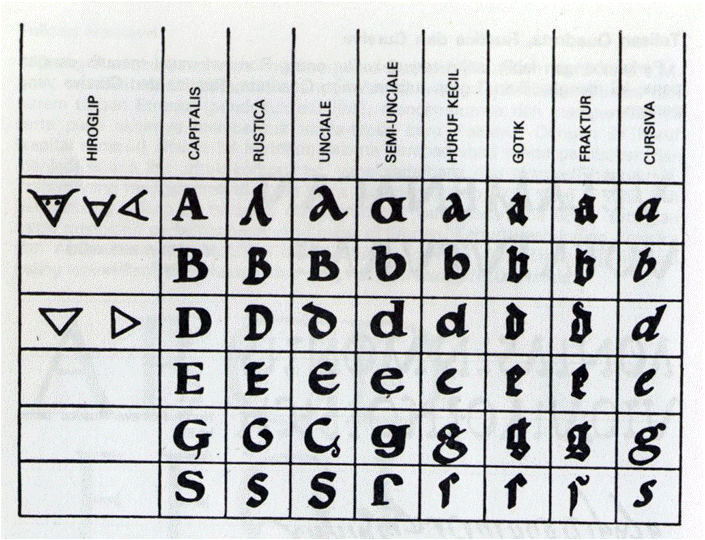 HIROGLIP CAPITALIS RUSTICA UNCIALE SEMI-UNCIALE HURUF KECIL GOTIK FRAKTUR CURSIVA
A A A a a a a a
B B B b b b b b
D D D d d d d d
E E E e e e e e
G G G g g g g g
S S S ſ ſ ſ ſ s